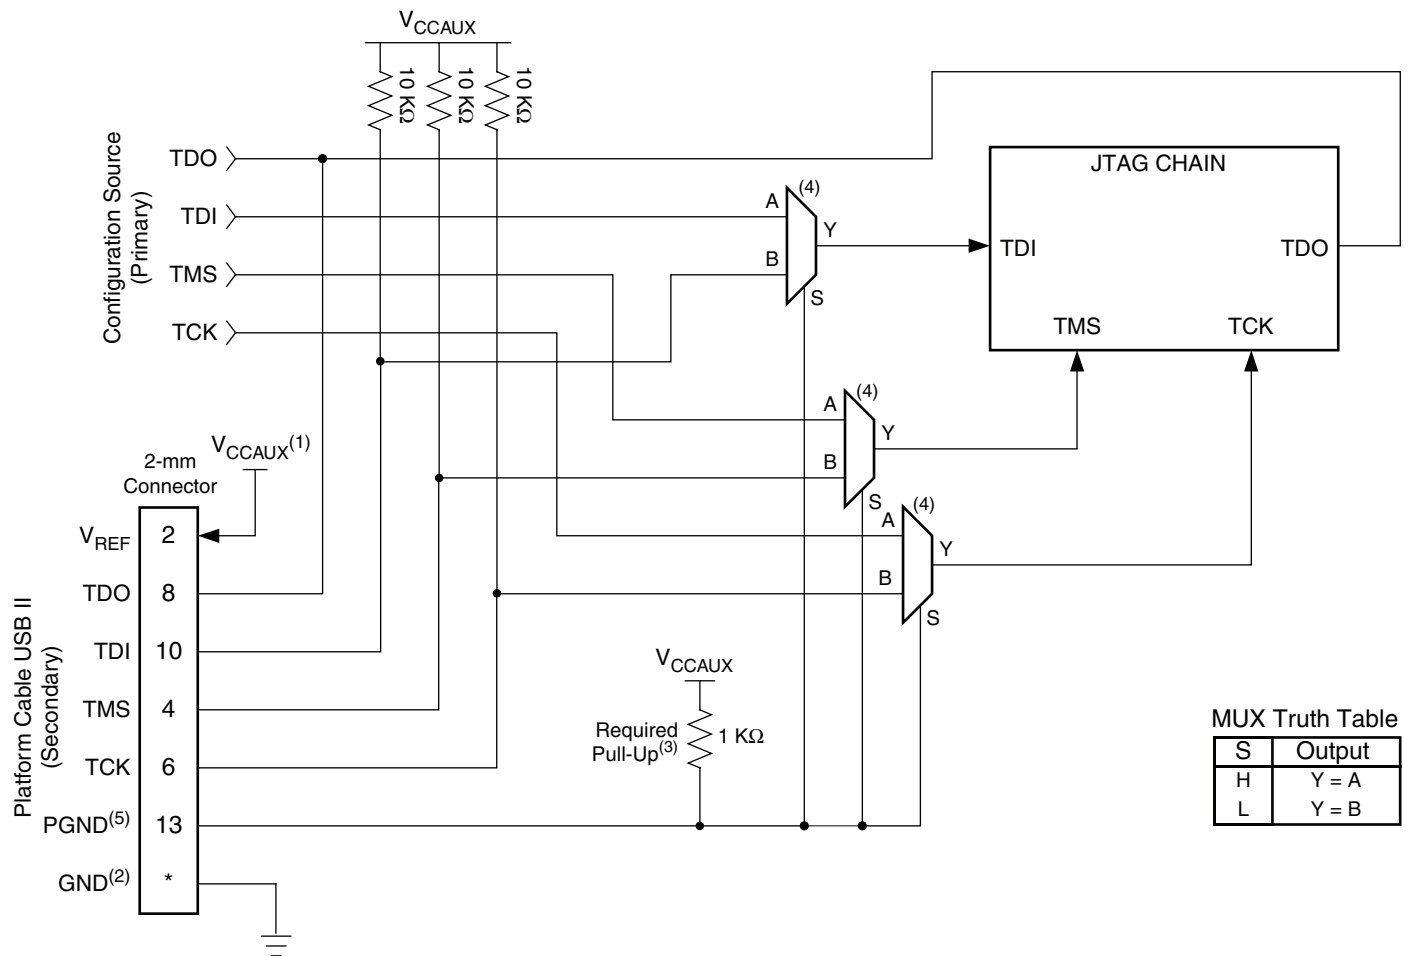 VCCAUX
10 KΩ
10 KΩ
10 KΩ
Configuration Source
(Primary)
TDO
TDI
TMS
TCK
A
(4)
Y
B
S
JTAG CHAIN
TDI
TDO
TMS
TCK
A
(4)
Y
B
S
A
(4)
Y
B
S
VCCAUX(1)
2-mm
Connector
Platform Cable USB II
(Secondary)
VREF 2
TDO 8
TDI 10
TMS 4
TCK 6
PGND(5) 13
GND(2) *
VCCAUX
Required
Pull-Up(3)
1 KΩ
MUX Truth Table
S Output
H Y = A
L Y = B